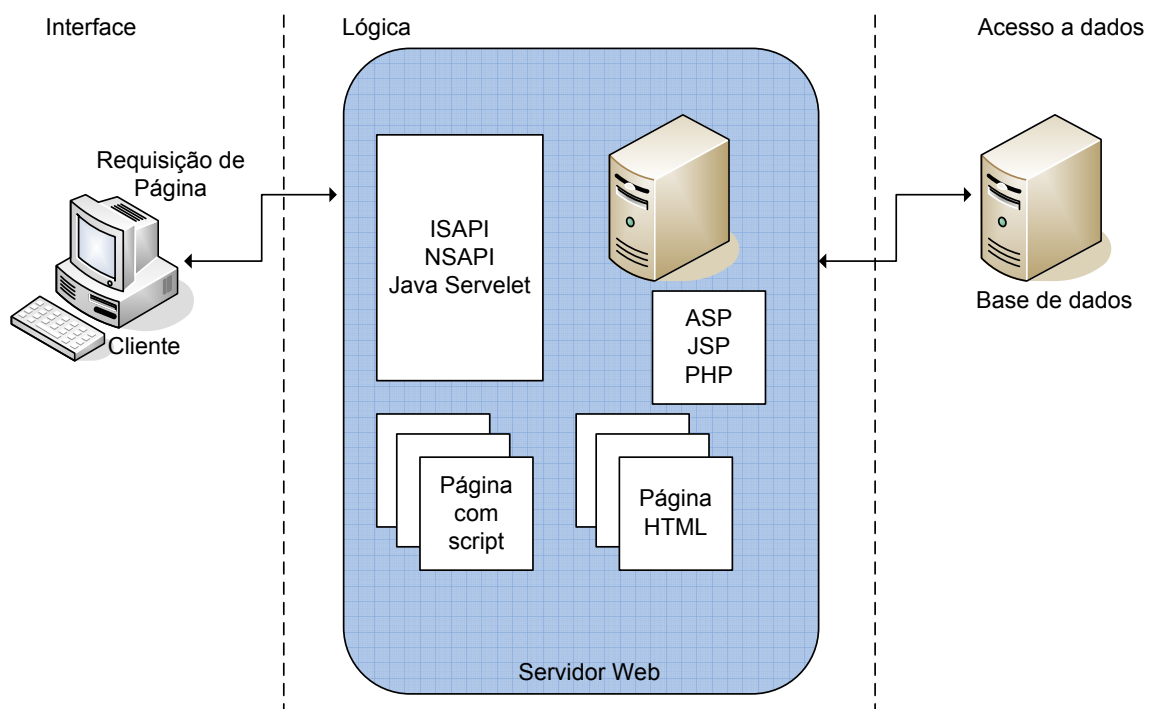 Interface
Lógica
Acesso a dados
Requisição de
Página
Cliente
ISAPI
NSAPI
Java Servelet
ASP
JSP
PHP
Página
com
script
Página
HTML
Servidor Web
Base de dados